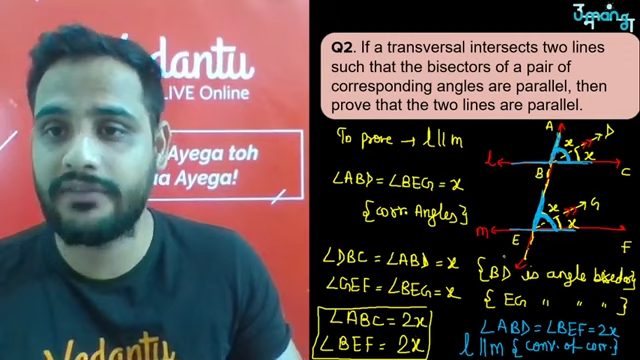 उमंग
Vedantu
LIVE Online
Ayega toh
Ayega!
Q2. If a transversal intersects two lines
such that the bisectors of a pair of
corresponding angles are parallel, then
prove that the two lines are parallel.
To prove → l || m
∠ABD = ∠BEG = x
{corr. Angles}
∠DBC = ∠ABD = x
∠GEF = ∠BEG = x
∠ABC = 2x
∠BEF = 2x
A
D
x
x
l
B
C
x
G
x
m
E
F
{BD is angle bisector}
{EG " " "}
∠ABD = ∠BEF = 2x
l || m {conv. of corr.}